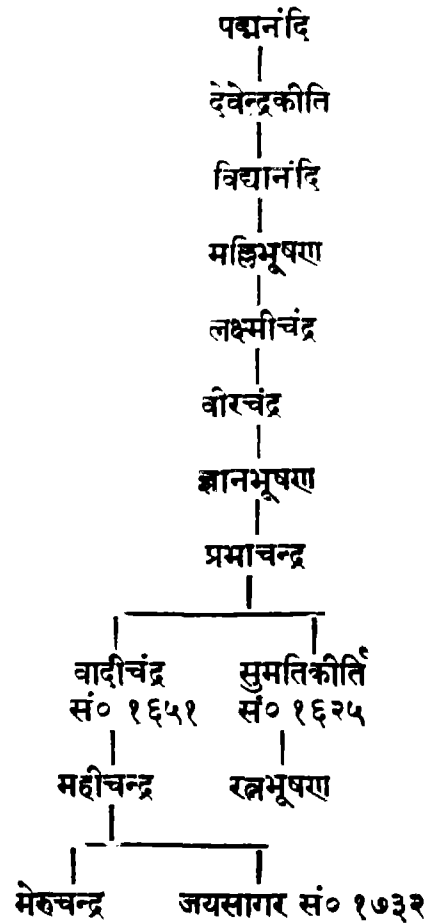 पद्मनंदि
देवेन्द्रकीति
विद्यानंदि
मल्लिभूषण
लक्ष्मीचंद्र
वीरचंद्र
ज्ञानभूषण
प्रमाचन्द्र
वादीचंद्र सुमतिकीर्ति
सं० १६५१ सं० १६२५
महीचन्द्र रत्नभूषण
मेरुचन्द्र जयसागर सं० १७३२